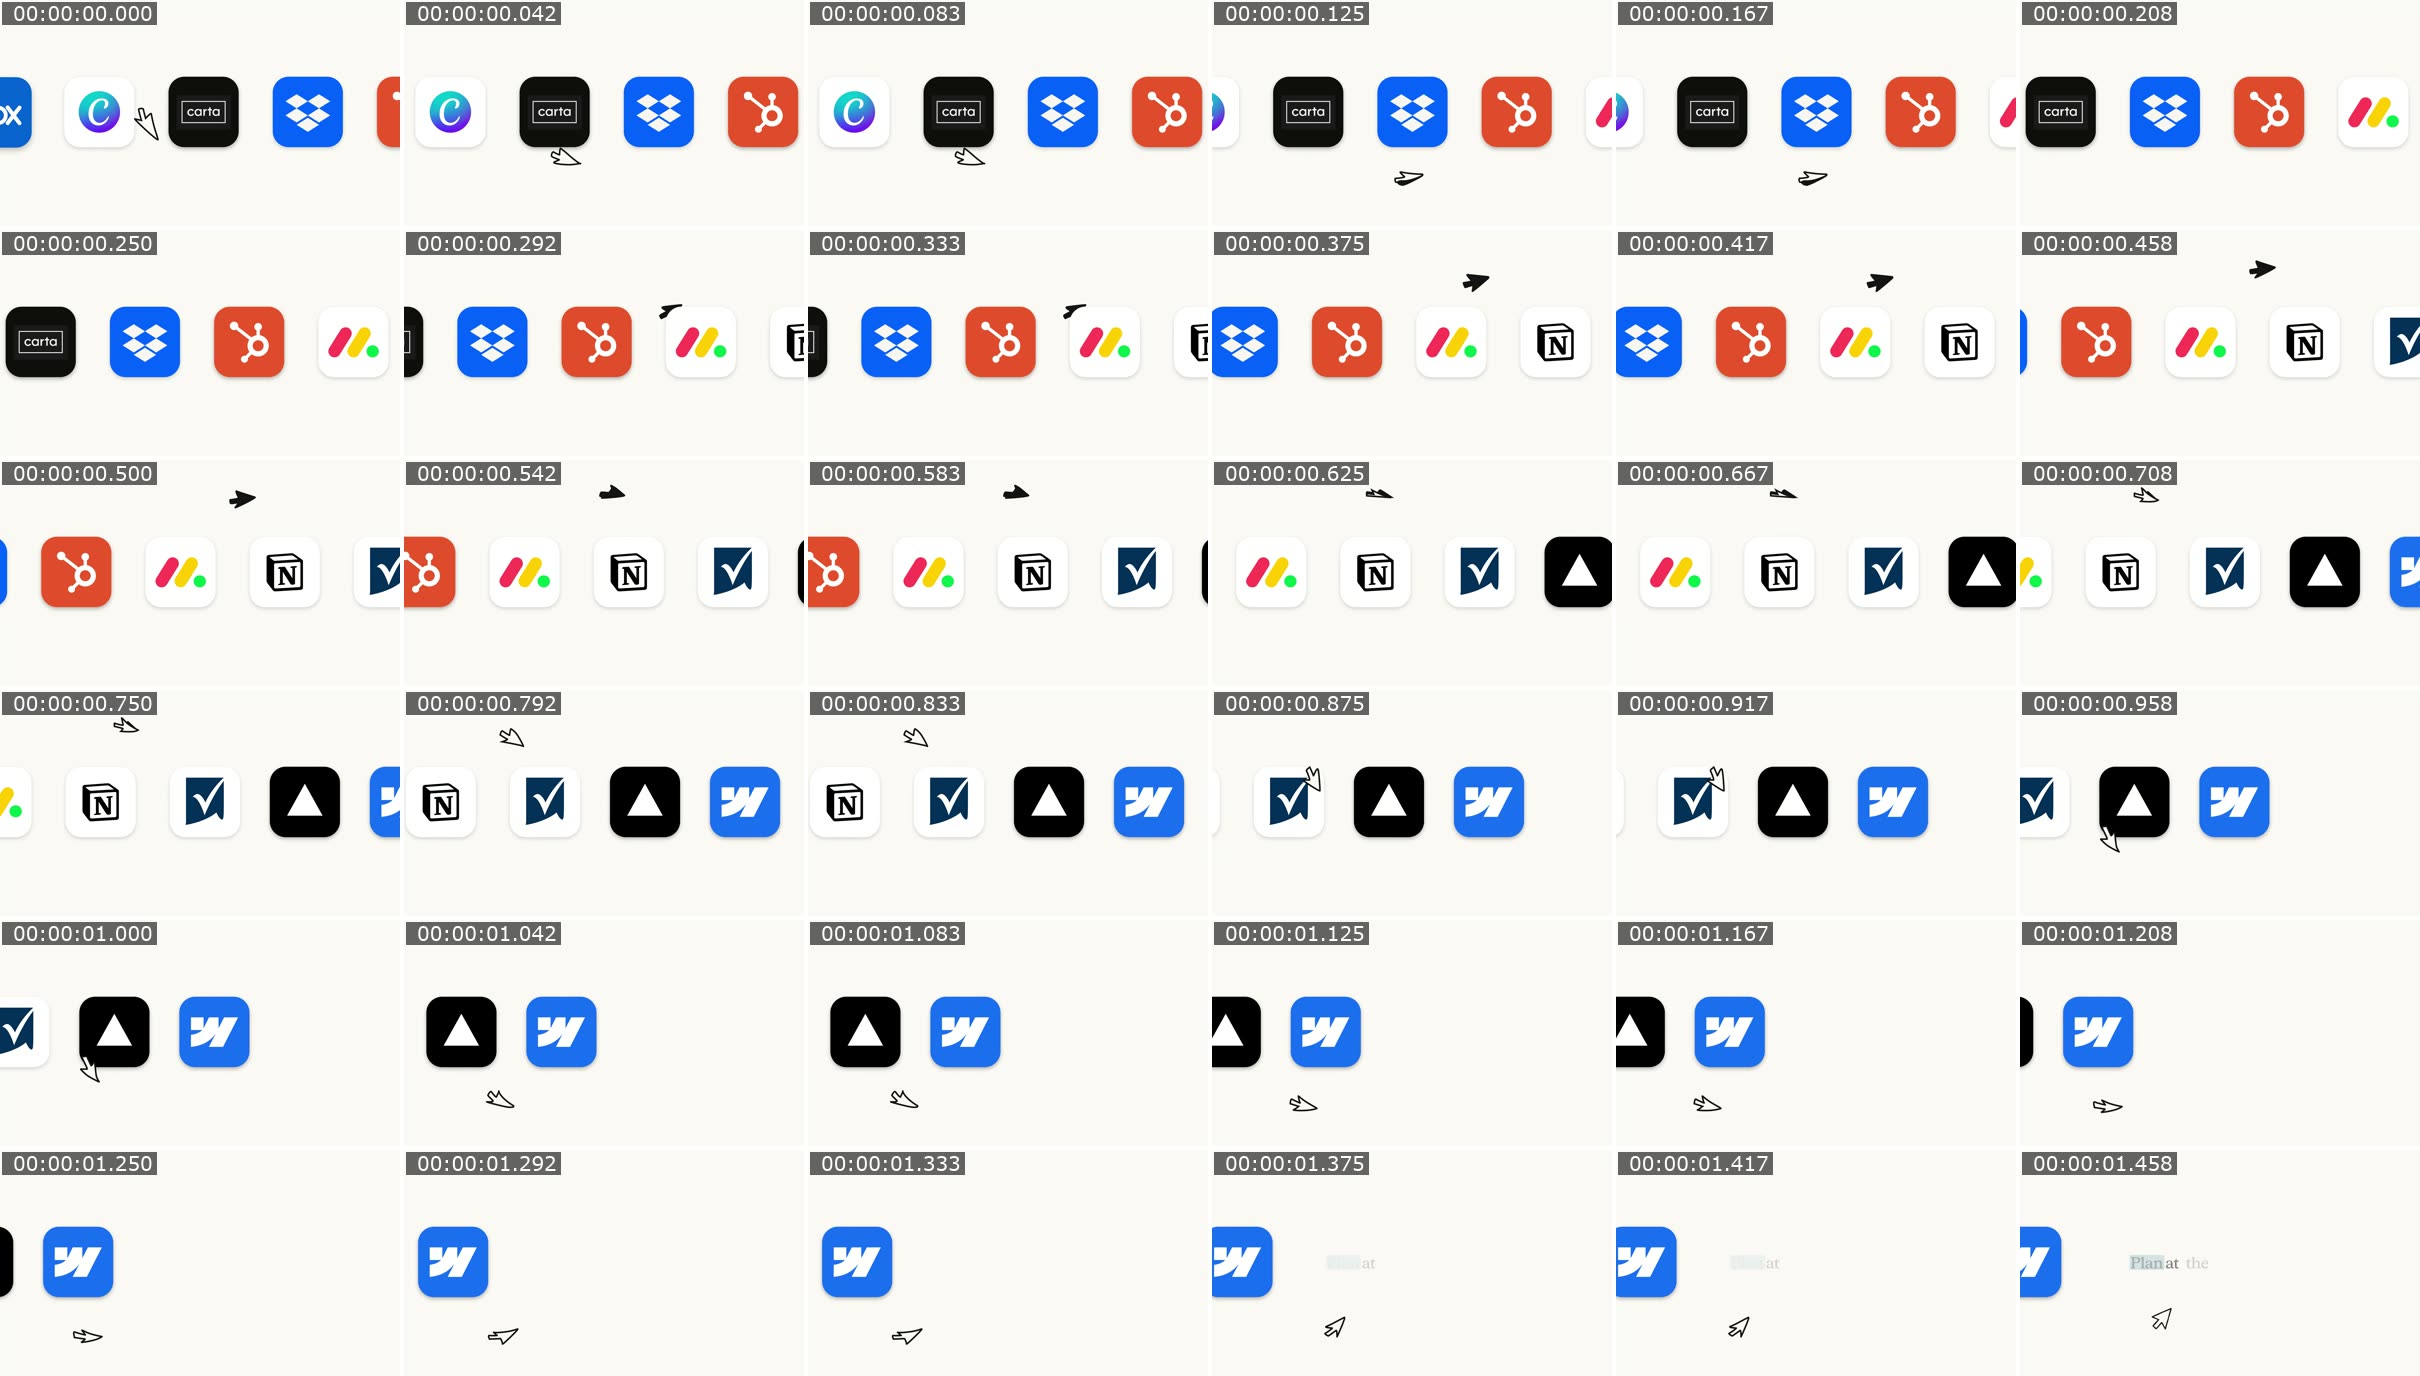 00:00:00.000 00:00:00.042 00:00:00.083 00:00:00.125 00:00:00.167 00:00:00.208
C carta C carta C carta carta carta carta
00:00:00.250 00:00:00.292 00:00:00.333 00:00:00.375 00:00:00.417 00:00:00.458
carta N N N
00:00:00.500 00:00:00.542 00:00:00.583 00:00:00.625 00:00:00.667 00:00:00.708
N N N N N N
00:00:00.750 00:00:00.792 00:00:00.833 00:00:00.875 00:00:00.917 00:00:00.958
N N N
00:00:01.000 00:00:01.042 00:00:01.083 00:00:01.125 00:00:01.167 00:00:01.208
00:00:01.250 00:00:01.292 00:00:01.333 00:00:01.375 00:00:01.417 00:00:01.458
at at Plan at the